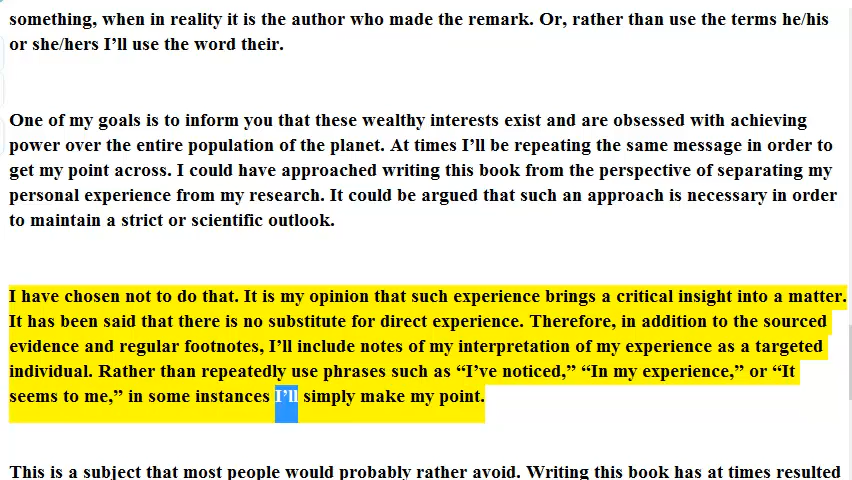 something, when in reality it is the author who made the remark. Or, rather than use the terms he/his
or she/hers I’ll use the word their.
One of my goals is to inform you that these wealthy interests exist and are obsessed with achieving
power over the entire population of the planet. At times I’ll be repeating the same message in order to
get my point across. I could have approached writing this book from the perspective of separating my
personal experience from my research. It could be argued that such an approach is necessary in order
to maintain a strict or scientific outlook.
I have chosen not to do that. It is my opinion that such experience brings a critical insight into a matter.
It has been said that there is no substitute for direct experience. Therefore, in addition to the sourced
evidence and regular footnotes, I’ll include notes of my interpretation of my experience as a targeted
individual. Rather than repeatedly use phrases such as “I’ve noticed,” “In my experience,” or “It
seems to me,” in some instances I’ll simply make my point.
This is a subject that most people would probably rather avoid. Writing this book has at times resulted